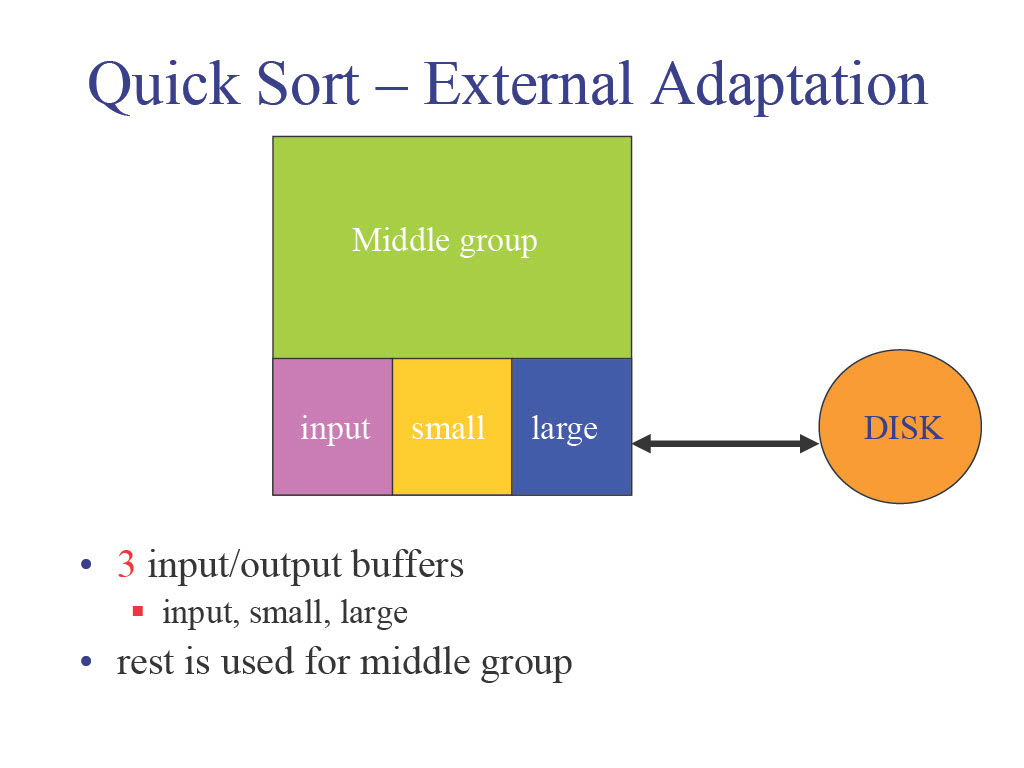 Quick Sort – External Adaptation
Middle group
input small large
DISK
• 3 input/output buffers
▪ input, small, large
• rest is used for middle group